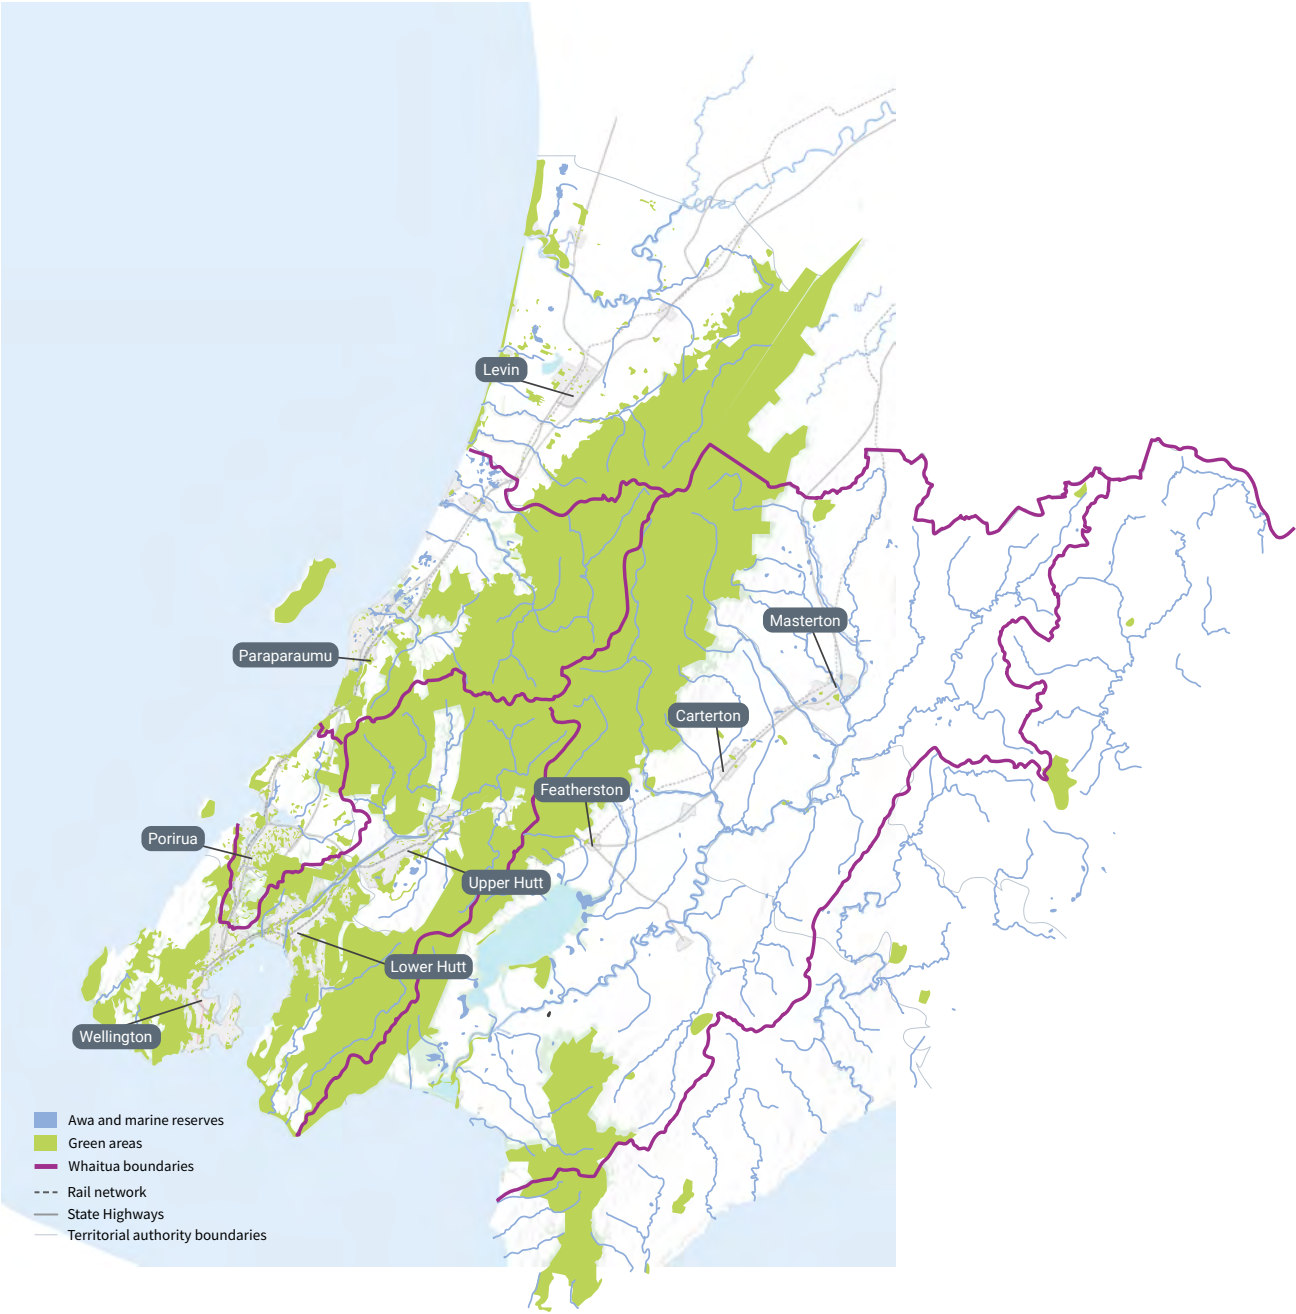 Levin
Masterton
Paraparaumu
Carterton
Featherston
Porirua
Upper Hutt
Lower Hutt
Wellington
Awa and marine reserves
Green areas
Whaitua boundaries
Rail network
State Highways
Territorial authority boundaries